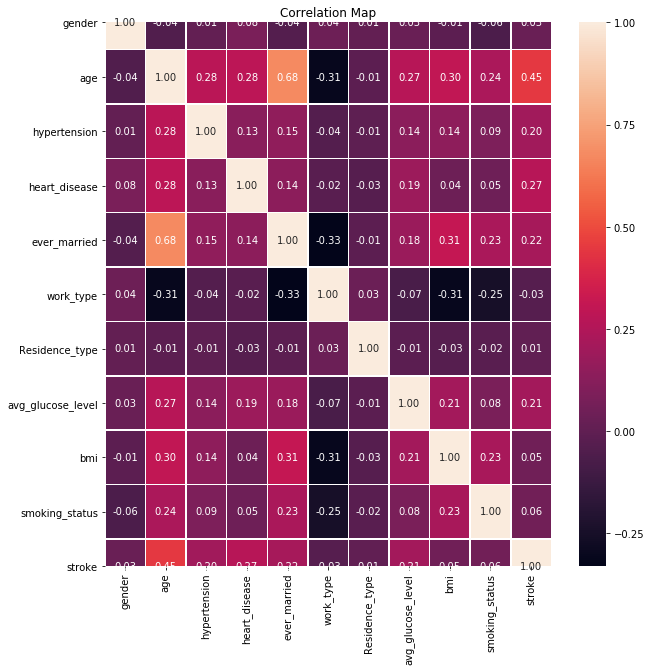 Correlation Map
gender 1.00 -0.04 0.01 0.08 -0.04 0.04 0.01 0.03 -0.01 -0.06 0.03
age -0.04 1.00 0.28 0.28 0.68 -0.31 -0.01 0.27 0.30 0.24 0.45
hypertension 0.01 0.28 1.00 0.13 0.15 -0.04 -0.01 0.14 0.14 0.09 0.20
heart_disease 0.08 0.28 0.13 1.00 0.14 -0.02 -0.03 0.19 0.04 0.05 0.27
ever_married -0.04 0.68 0.15 0.14 1.00 -0.33 -0.01 0.18 0.31 0.23 0.22
work_type 0.04 -0.31 -0.04 -0.02 -0.33 1.00 0.03 -0.07 -0.31 -0.25 -0.03
Residence_type 0.01 -0.01 -0.01 -0.03 -0.01 0.03 1.00 -0.01 -0.03 -0.02 0.01
avg_glucose_level 0.03 0.27 0.14 0.19 0.18 -0.07 -0.01 1.00 0.21 0.08 0.21
bmi -0.01 0.30 0.14 0.04 0.31 -0.31 -0.03 0.21 1.00 0.23 0.05
smoking_status -0.06 0.24 0.09 0.05 0.23 -0.25 -0.02 0.08 0.23 1.00 0.06
stroke 0.03 0.45 0.20 0.27 0.22 -0.03 0.01 0.21 0.05 0.06 1.00
gender age hypertension heart_disease ever_married work_type Residence_type avg_glucose_level bmi smoking_status stroke
1.00
0.75
0.50
0.25
0.00
-0.25